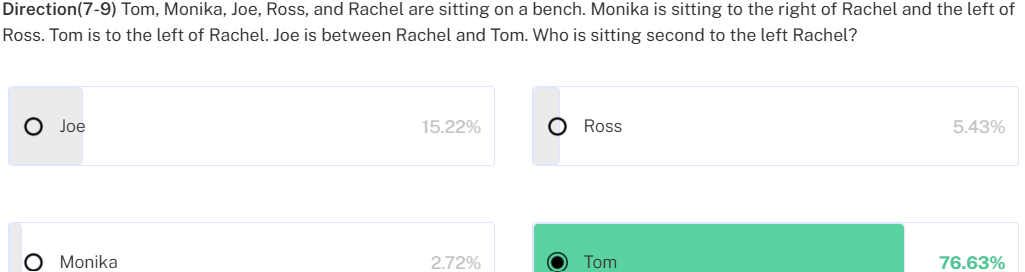 Direction(7-9) Tom, Monika, Joe, Ross, and Rachel are sitting on a bench. Monika is sitting to the right of Rachel and the left of
Ross. Tom is to the left of Rachel. Joe is between Rachel and Tom. Who is sitting second to the left Rachel?
Joe 15.22%
Ross 5.43%
Monika 2.72%
Tom 76.63%